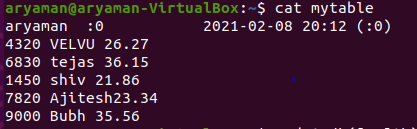 aryaman@aryaman-VirtualBox:~$ cat mytable
aryaman :0 2021-02-08 20:12 (:0)
4320 VELVU 26.27
6830 tejas 36.15
1450 shiv 21.86
7820 Ajitesh23.34
9000 Bubh 35.56